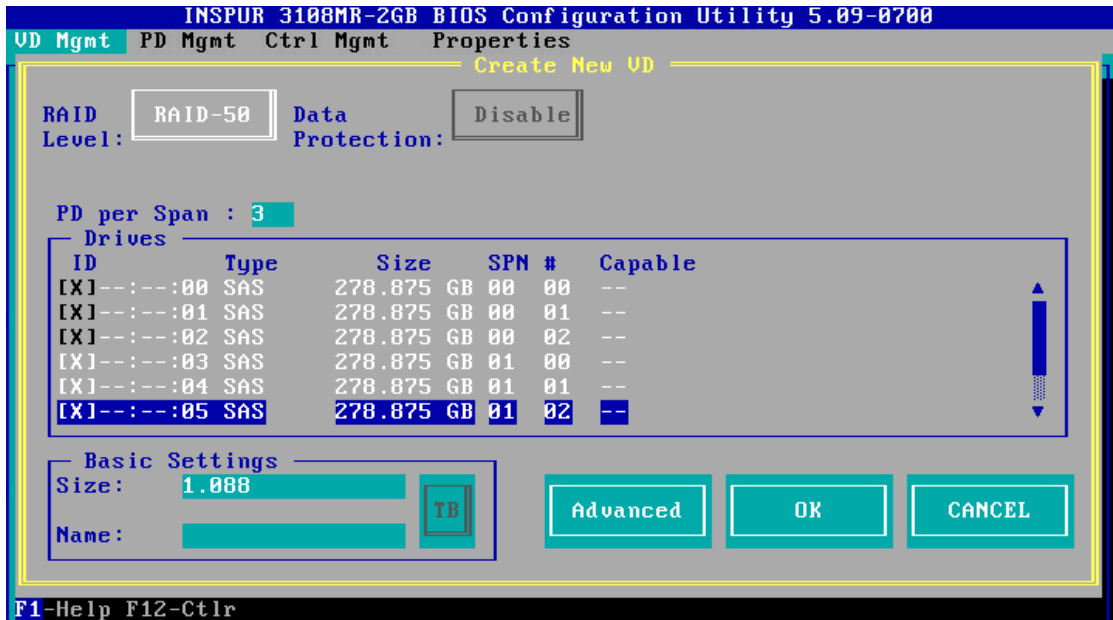 INSPUR 3108MR-2GB BIOS Configuration Utility 5.09-0700
VD Mgmt PD Mgmt Ctrl Mgmt Properties
Create New VD
RAID Level: RAID-50 Data Protection: Disable
PD per Span : 3
Drives
ID Type Size SPN # Capable
[X]--:--:00 SAS 278.875 GB 00 00 --
[X]--:--:01 SAS 278.875 GB 00 01 --
[X]--:--:02 SAS 278.875 GB 00 02 --
[X]--:--:03 SAS 278.875 GB 01 00 --
[X]--:--:04 SAS 278.875 GB 01 01 --
[X]--:--:05 SAS 278.875 GB 01 02 --
Basic Settings
Size: 1.088 TB
Name:
Advanced OK CANCEL
F1-Help F12-Ctlr